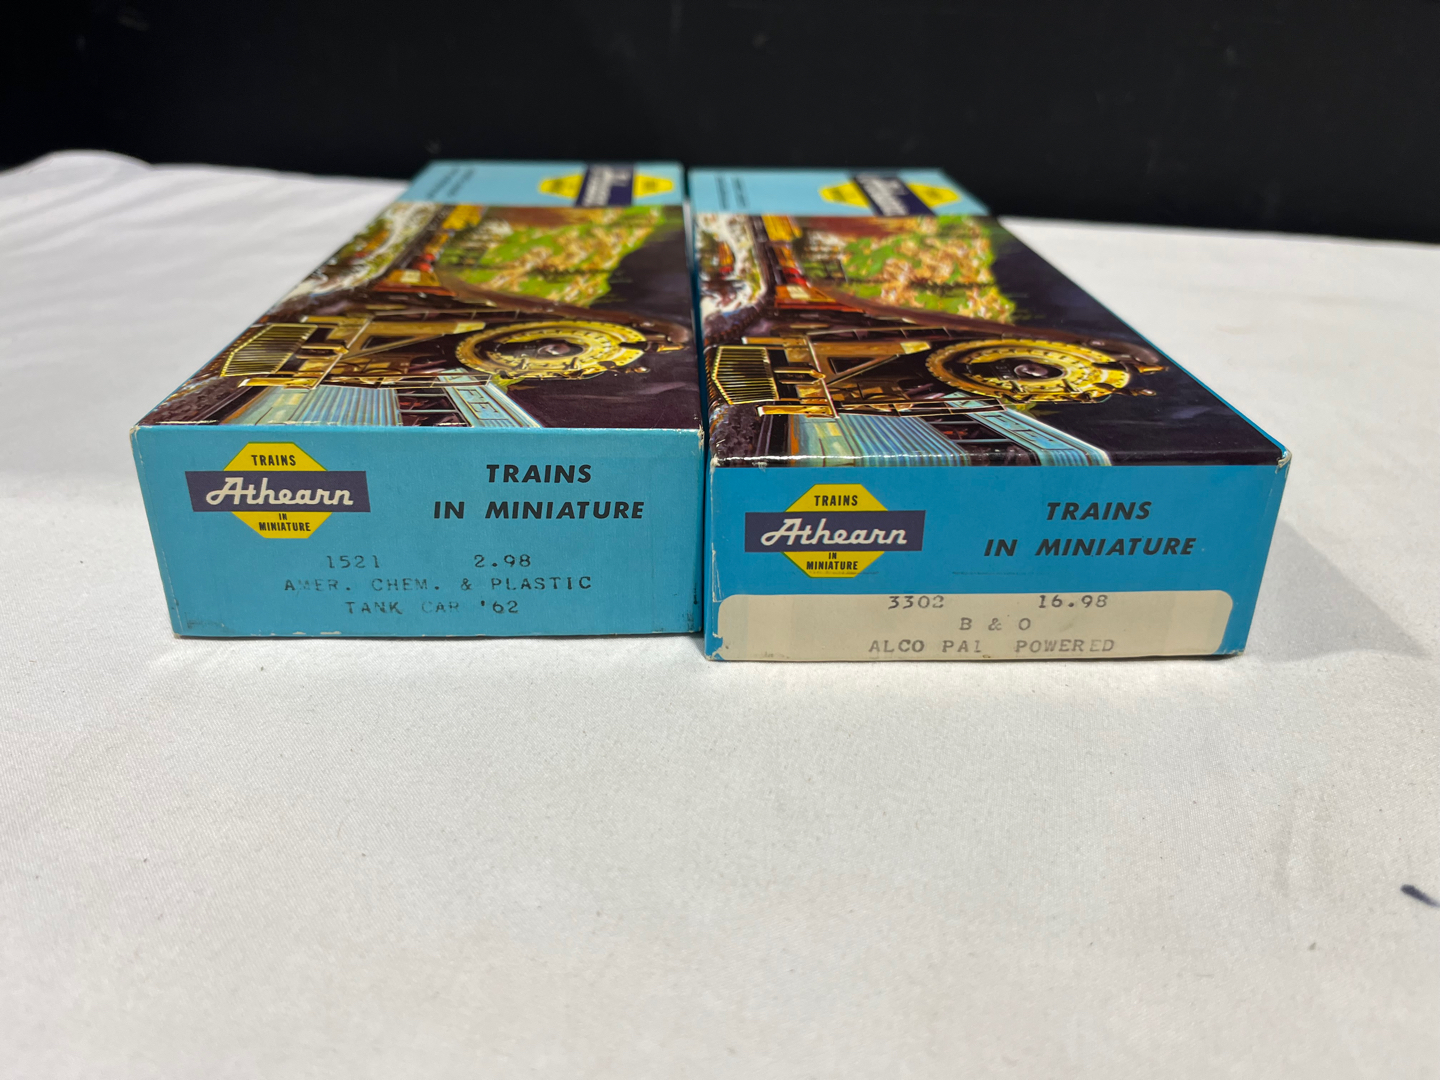 TRAINS
Athearn
IN
MINIATURE
TRAINS
IN MINIATURE
1521 2.98
AMER. CHEM. & PLASTIC
TANK CAR '62
TRAINS
Athearn
IN
MINIATURE
TRAINS
IN MINIATURE
3302 16.98
B & O
ALCO PA1 POWERED